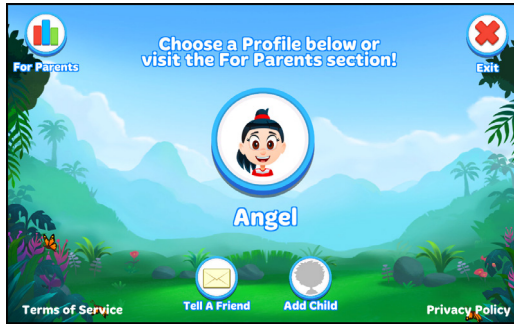 Choose a Profile below or
visit the For Parents section!
For Parents
Exit
Angel
Tell A Friend
Add Child
Terms of Service
Privacy Policy